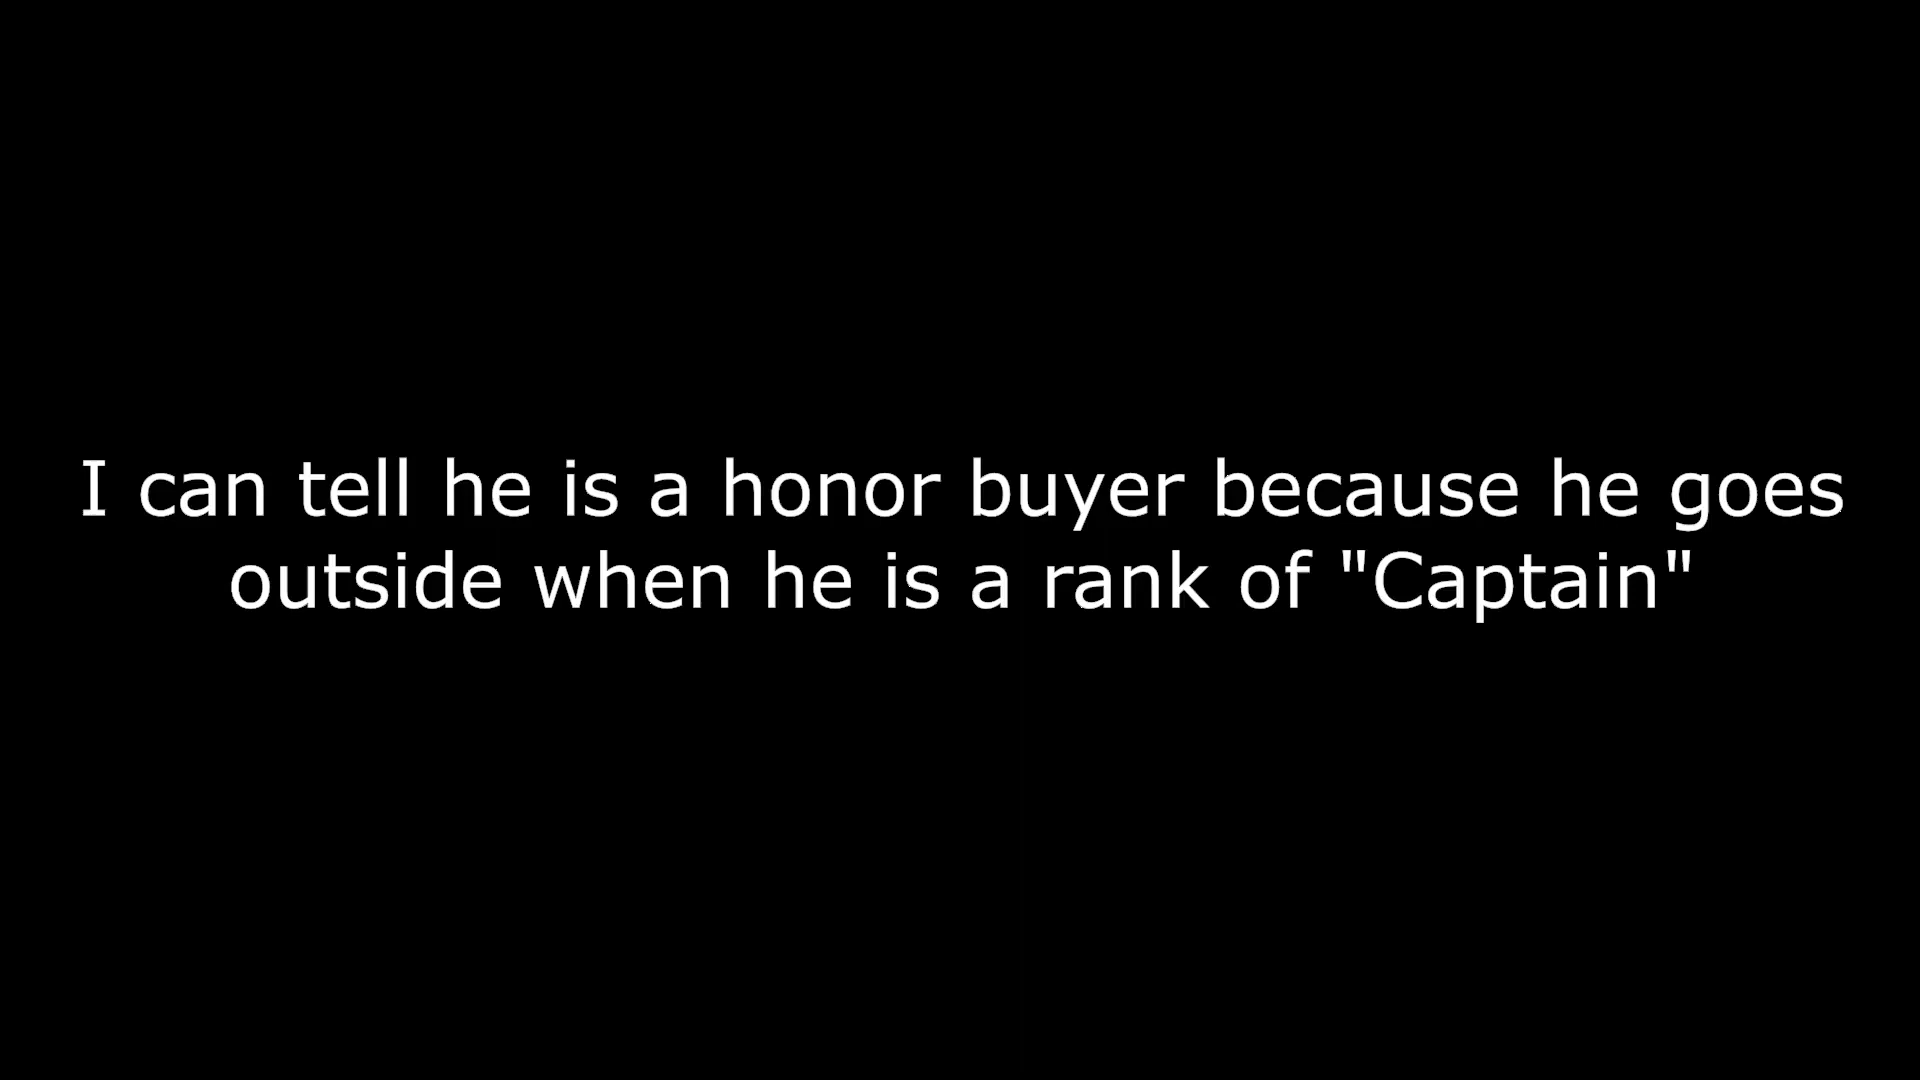 I can tell he is a honor buyer because he goes
outside when he is a rank of "Captain"